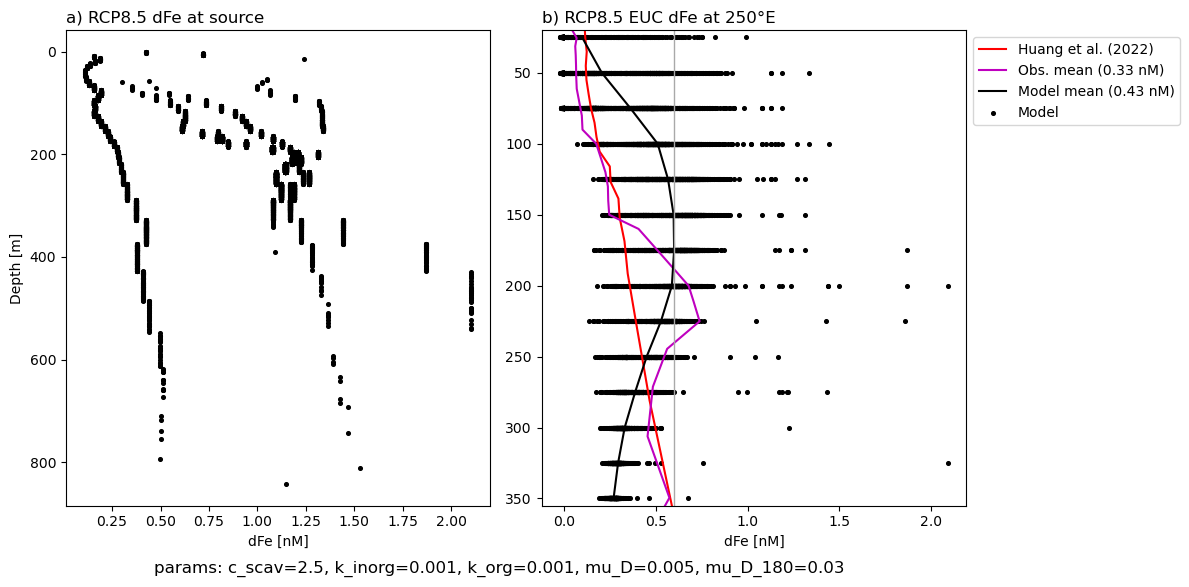 a) RCP8.5 dFe at source
b) RCP8.5 EUC dFe at 250°E
0
200
400
600
800
Depth [m]
0.25 0.50 0.75 1.00 1.25 1.50 1.75 2.00
dFe [nM]
50
100
150
200
250
300
350
0.0 0.5 1.0 1.5 2.0
dFe [nM]
Huang et al. (2022)
Obs. mean (0.33 nM)
Model mean (0.43 nM)
Model
params: c_scav=2.5, k_inorg=0.001, k_org=0.001, mu_D=0.005, mu_D_180=0.03